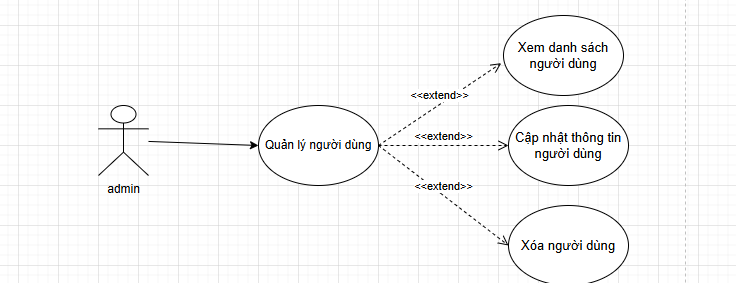 Xem danh sách
người dùng
<<extend>>
<<extend>>
Cập nhật thông tin
người dùng
Quản lý người dùng
admin
<<extend>>
Xóa người dùng